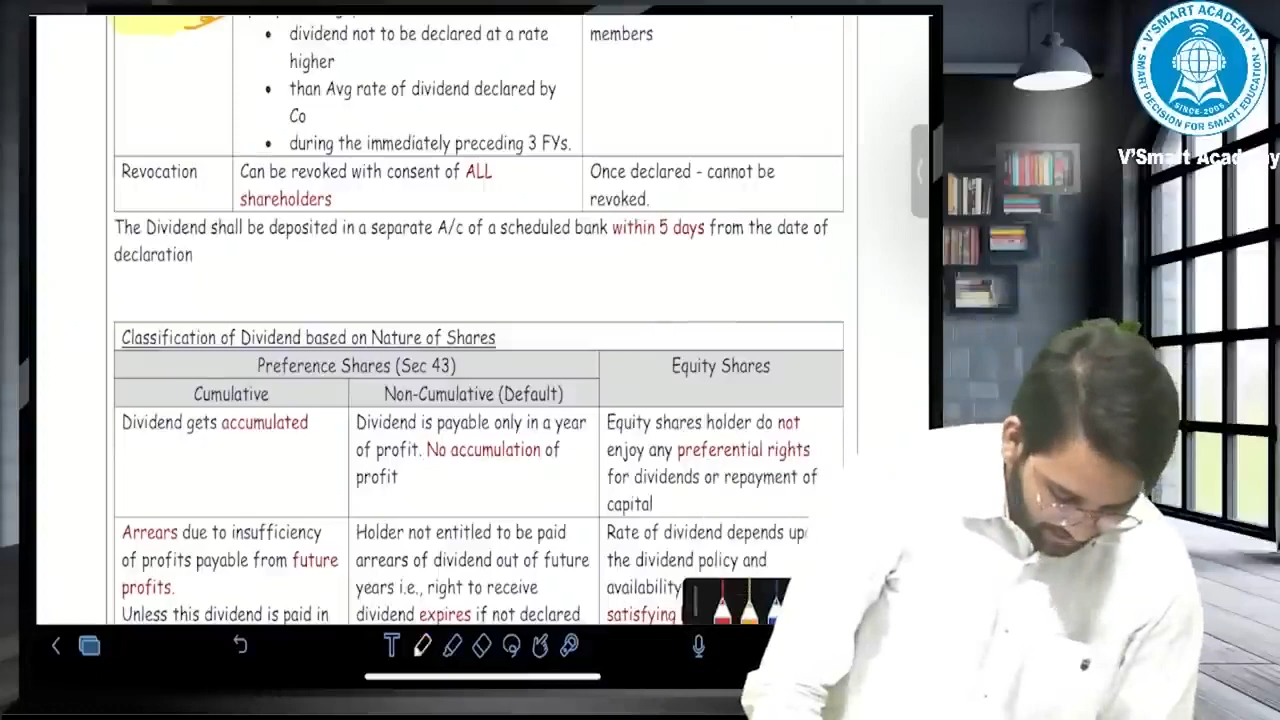 dividend not to be declared at a rate
higher
than Avg rate of dividend declared by
Co
during the immediately preceding 3 FYs.
members
Revocation
Can be revoked with consent of ALL
shareholders
Once declared - cannot be
revoked.
The Dividend shall be deposited in a separate A/c of a scheduled bank within 5 days from the date of
declaration
Classification of Dividend based on Nature of Shares
Preference Shares (Sec 43)
Equity Shares
Cumulative
Non-Cumulative (Default)
Dividend gets accumulated
Dividend is payable only in a year
of profit. No accumulation of
profit
Equity shares holder do not
enjoy any preferential rights
for dividends or repayment of
capital
Arrears due to insufficiency
of profits payable from future
profits.
Unless this dividend is paid in
Holder not entitled to be paid
arrears of dividend out of future
years i.e., right to receive
dividend expires if not declared
Rate of dividend depends
the dividend policy and
availability
satisfying
T
V'SMART ACADEMY
SMART DECISION FOR SMART EDUCATION
SINCE-2005
V'Smart Academy